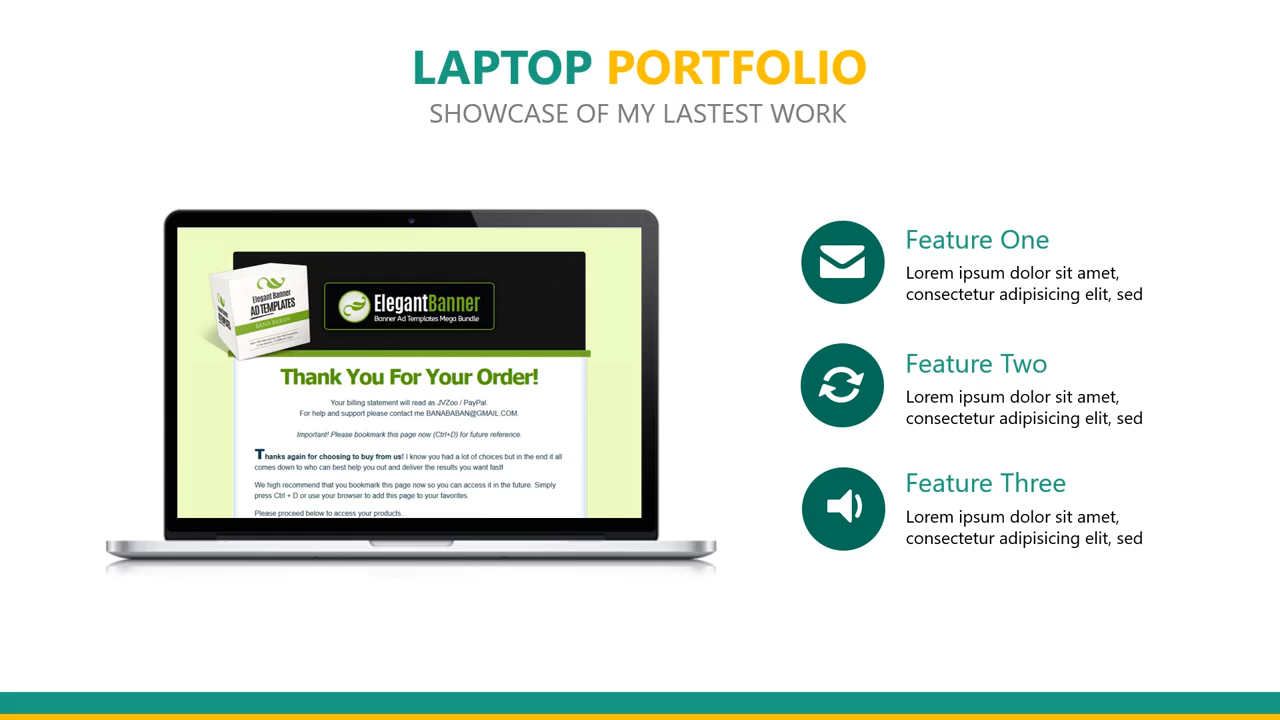 LAPTOP PORTFOLIO
SHOWCASE OF MY LASTEST WORK
Elegant Banner
AD TEMPLATES
BANA BABAN
ElegantBanner
Banner Ad Templates Mega Bundle
Thank You For Your Order!
Your billing statement will read as JVZoo / PayPal.
For help and support please contact me BANABABAN@GMAIL.COM.
Important! Please bookmark this page now (Ctrl+D) for future reference.
Thanks again for choosing to buy from us! I know you had a lot of choices but in the end it all
comes down to who can best help you out and deliver the results you want fast!
We high recommend that you bookmark this page now so you can access it in the future. Simply
press Ctrl + D or use your browser to add this page to your favorites.
Please proceed below to access your products...
Feature One
Lorem ipsum dolor sit amet,
consectetur adipisicing elit, sed
Feature Two
Lorem ipsum dolor sit amet,
consectetur adipisicing elit, sed
Feature Three
Lorem ipsum dolor sit amet,
consectetur adipisicing elit, sed